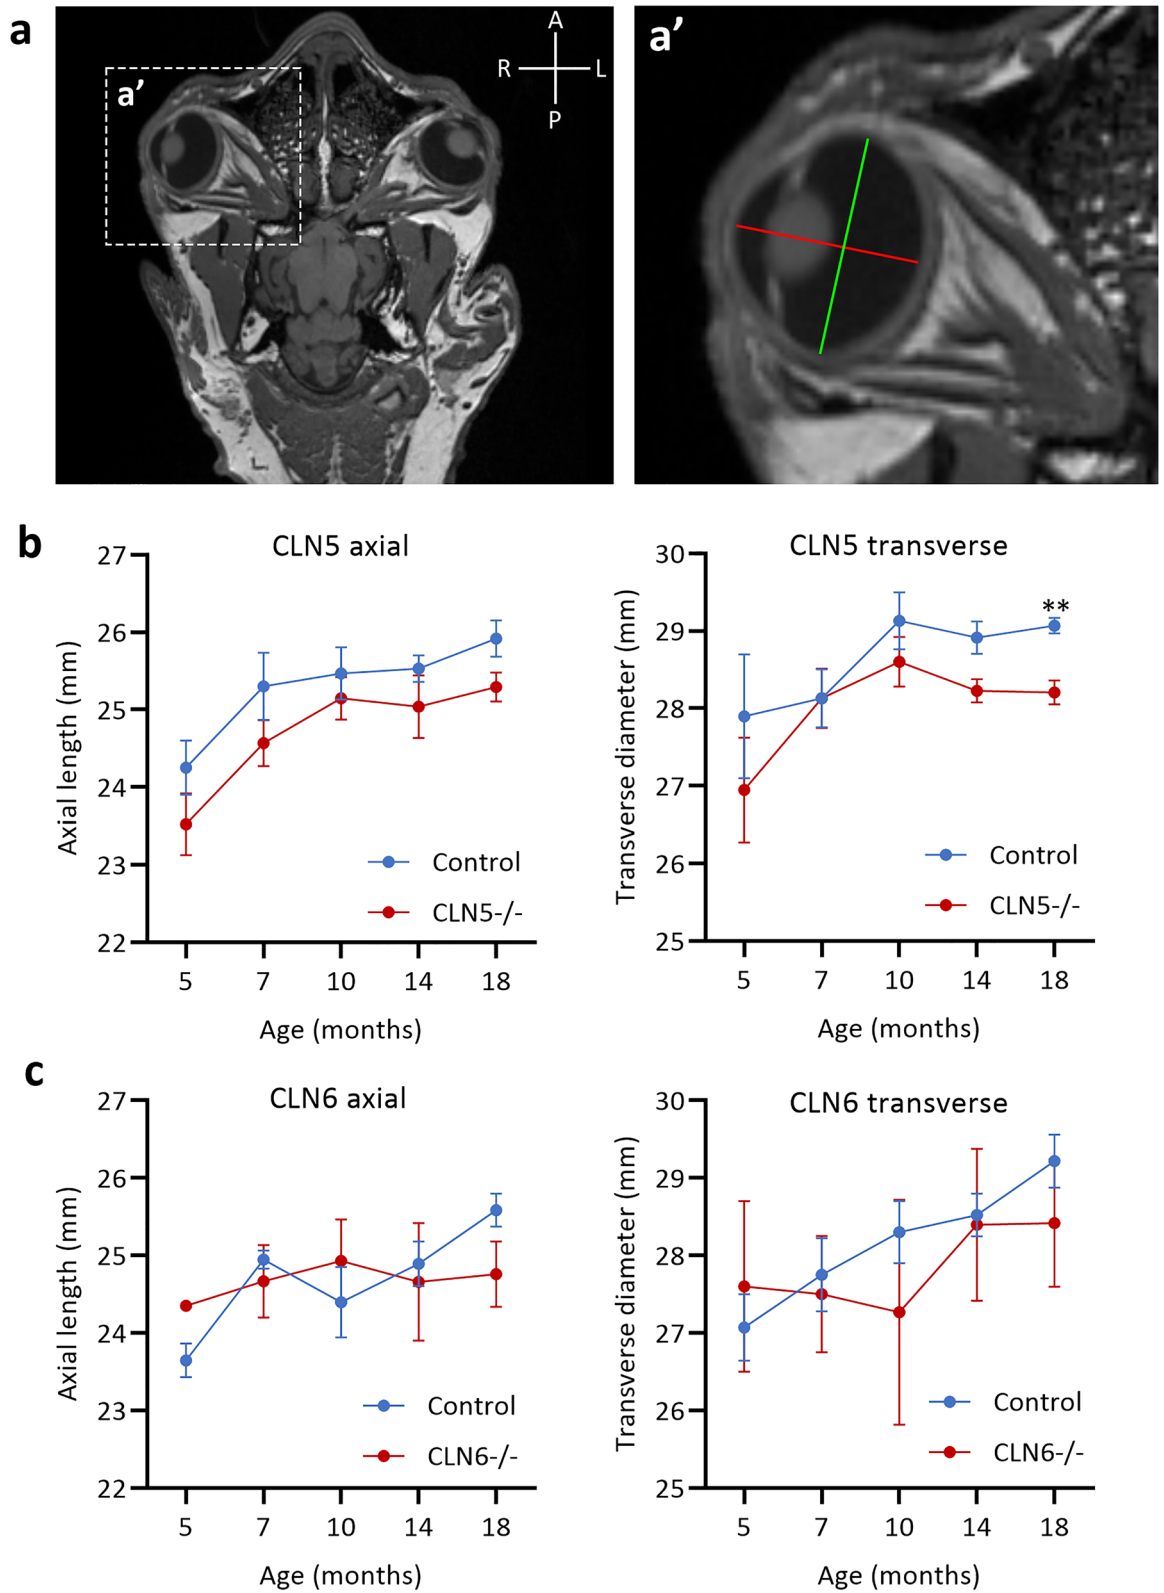 a
a’
A
R
L
P
a’
b
CLN5 axial
27
26
25
24
23
22
Axial length (mm)
Control
CLN5-/-
5 7 10 14 18
Age (months)
CLN5 transverse
30
29
28
27
26
25
Transverse diameter (mm)
**
Control
CLN5-/-
5 7 10 14 18
Age (months)
c
CLN6 axial
27
26
25
24
23
22
Axial length (mm)
Control
CLN6-/-
5 7 10 14 18
Age (months)
CLN6 transverse
30
29
28
27
26
25
Transverse diameter (mm)
Control
CLN6-/-
5 7 10 14 18
Age (months)